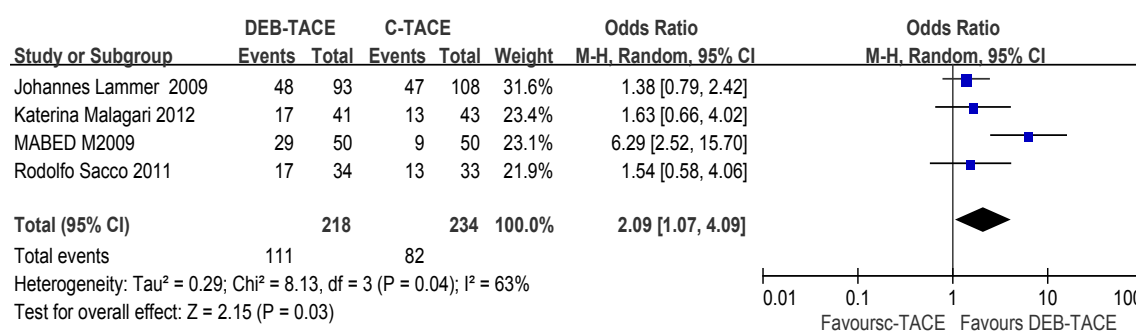 DEB-TACE C-TACE Odds Ratio Odds Ratio
Study or Subgroup Events Total Events Total Weight M-H, Random, 95% CI M-H, Random, 95% CI
Johannes Lammer 2009 48 93 47 108 31.6% 1.38 [0.79, 2.42]
Katerina Malagari 2012 17 41 13 43 23.4% 1.63 [0.66, 4.02]
MABED M2009 29 50 9 50 23.1% 6.29 [2.52, 15.70]
Rodolfo Sacco 2011 17 34 13 33 21.9% 1.54 [0.58, 4.06]
Total (95% CI) 218 234 100.0% 2.09 [1.07, 4.09]
Total events 111 82
Heterogeneity: Tau² = 0.29; Chi² = 8.13, df = 3 (P = 0.04); I² = 63%
Test for overall effect: Z = 2.15 (P = 0.03)
0.01 0.1 1 10 100
Favoursc-TACE Favours DEB-TACE